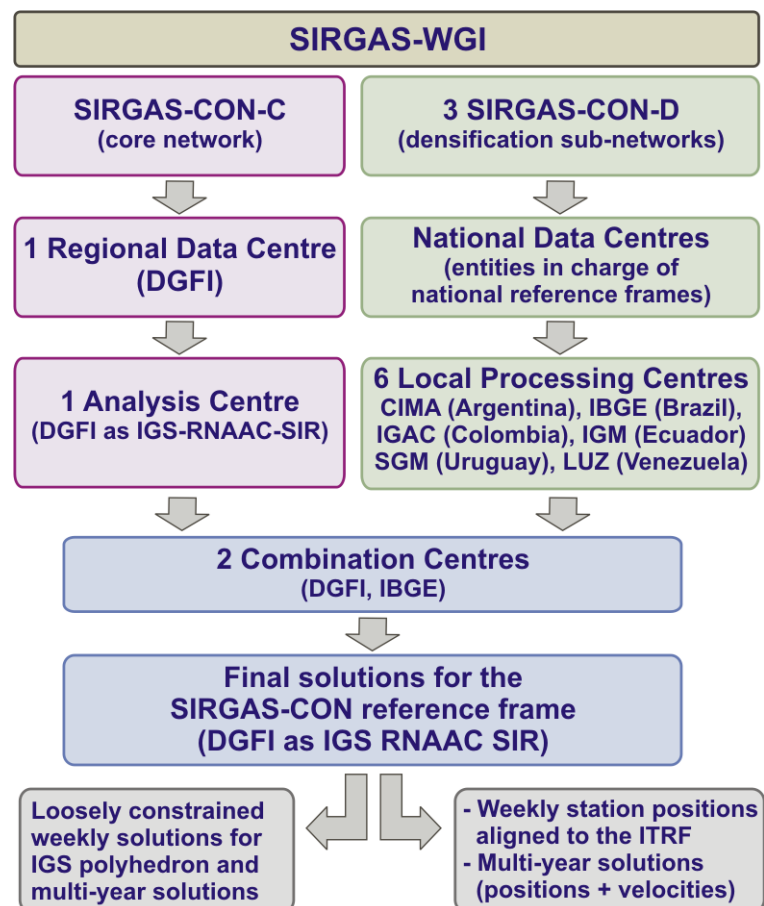 SIRGAS-WGI
SIRGAS-CON-C
(core network)
3 SIRGAS-CON-D
(densification sub-networks)
1 Regional Data Centre
(DGFI)
National Data Centres
(entities in charge of
national reference frames)
1 Analysis Centre
(DGFI as IGS-RNAAC-SIR)
6 Local Processing Centres
CIMA (Argentina), IBGE (Brazil),
IGAC (Colombia), IGM (Ecuador)
SGM (Uruguay), LUZ (Venezuela)
2 Combination Centres
(DGFI, IBGE)
Final solutions for the
SIRGAS-CON reference frame
(DGFI as IGS RNAAC SIR)
Loosely constrained
weekly solutions for
IGS polyhedron and
multi-year solutions
- Weekly station positions
aligned to the ITRF
- Multi-year solutions
(positions + velocities)